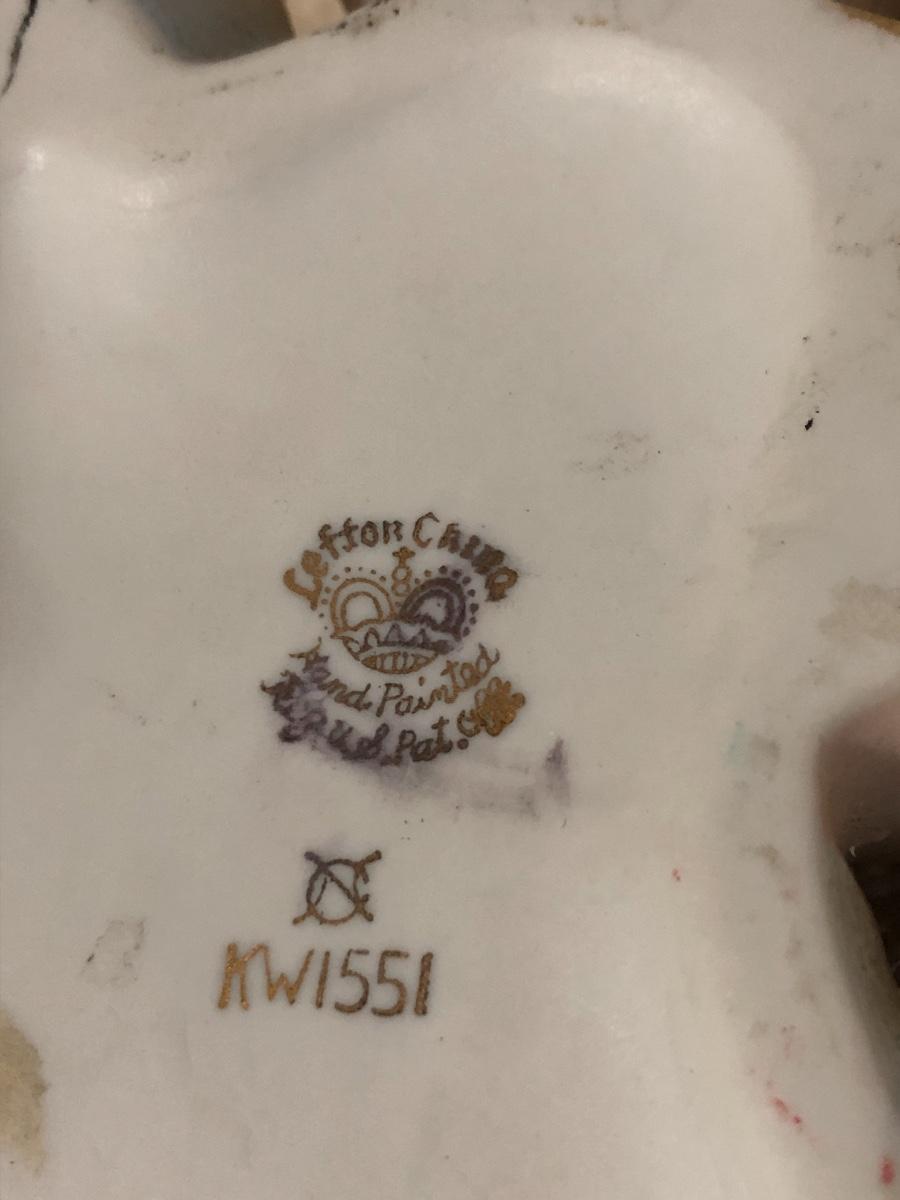 Lefton China
Hand Painted
Reg U.S. Pat. Off.
KW1551